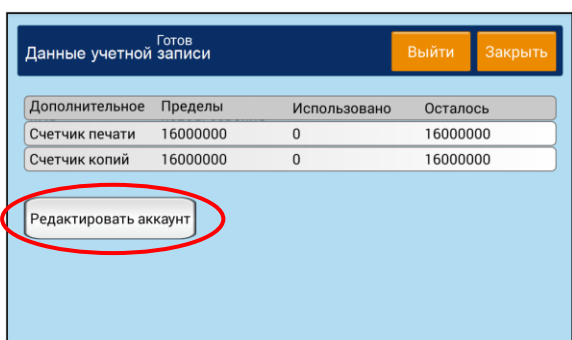 Готов
Данные учетной записи
Выйти
Закрыть
Дополнительное Пределы Использовано Осталось
Счетчик печати 16000000 0 16000000
Счетчик копий 16000000 0 16000000
Редактировать аккаунт